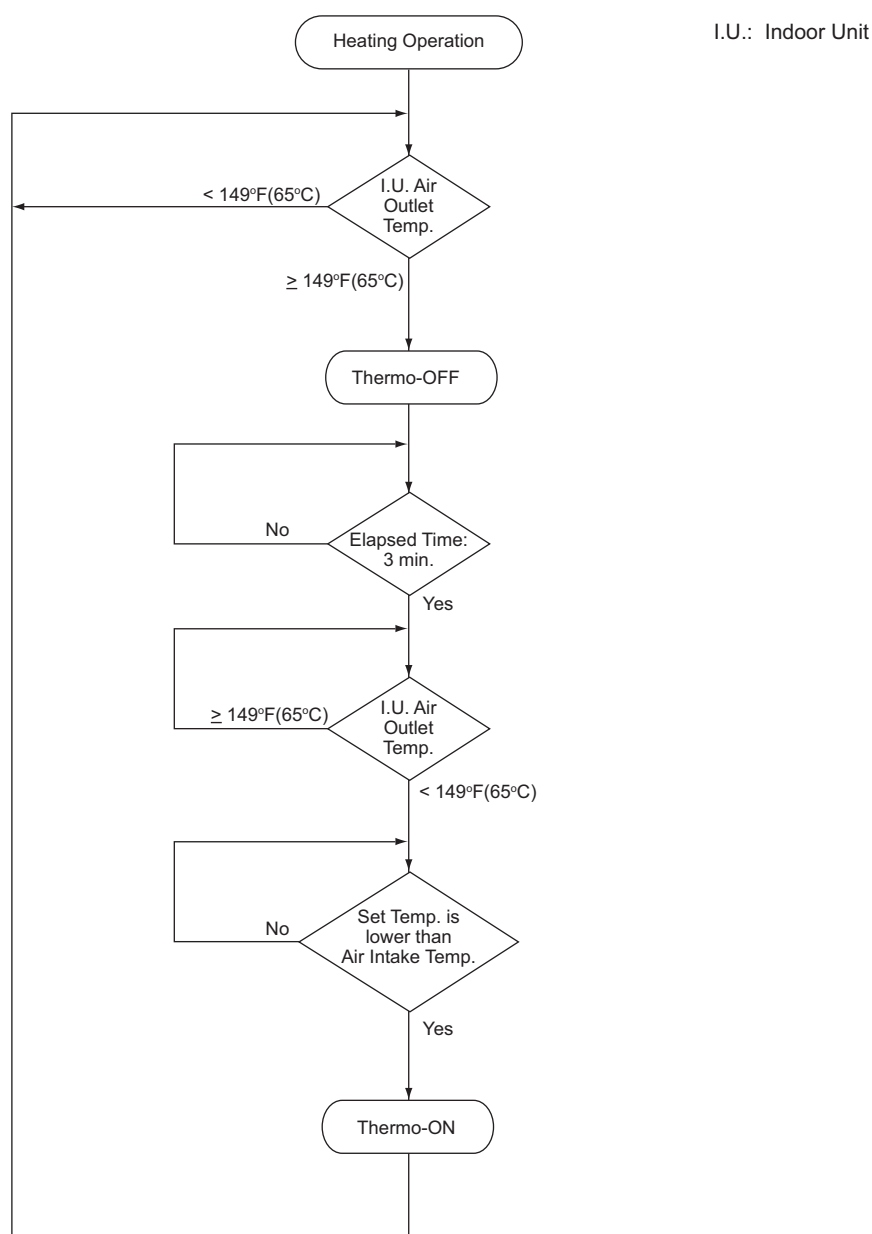 I.U.: Indoor Unit
Heating Operation
< 149°F(65°C)
I.U. Air
Outlet
Temp.
≥ 149°F(65°C)
Thermo-OFF
No
Elapsed Time:
3 min.
Yes
≥ 149°F(65°C)
I.U. Air
Outlet
Temp.
< 149°F(65°C)
No
Set Temp. is
lower than
Air Intake Temp.
Yes
Thermo-ON